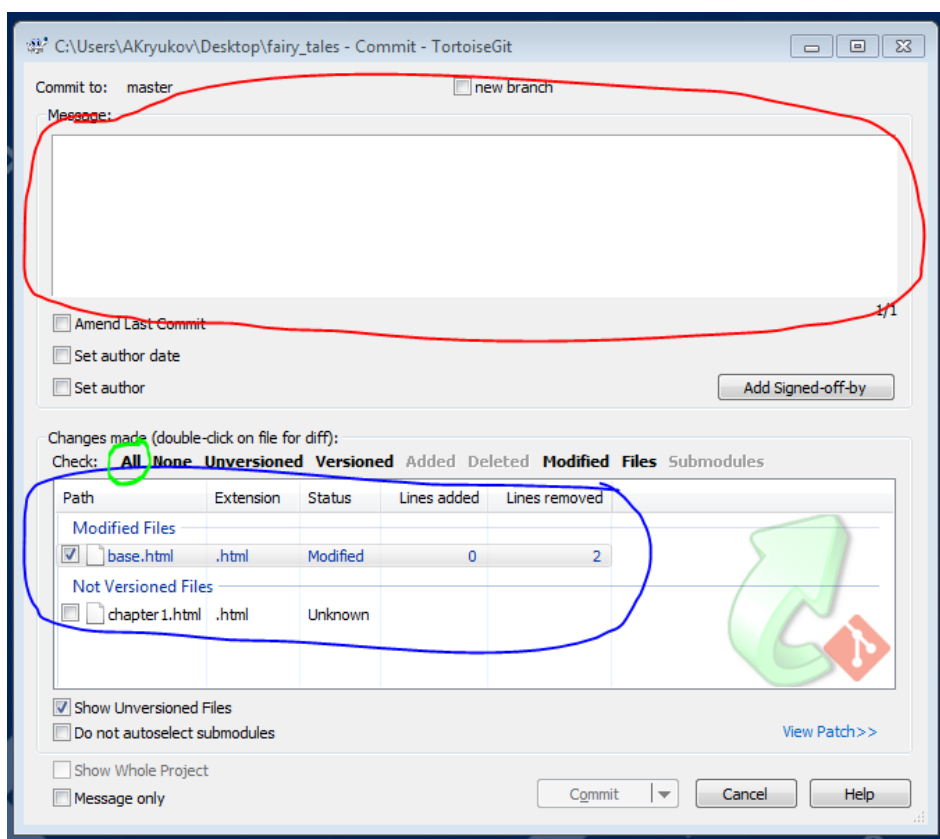 C:\Users\AKryukov\Desktop\fairy_tales - Commit - TortoiseGit
Commit to: master new branch
Message:
1/1
Amend Last Commit
Set author date
Set author Add Signed-off-by
Changes made (double-click on file for diff):
Check: All None Unversioned Versioned Added Deleted Modified Files Submodules
Path Extension Status Lines added Lines removed
Modified Files
base.html .html Modified 0 2
Not Versioned Files
chapter1.html .html Unknown
Show Unversioned Files
Do not autoselect submodules View Patch>>
Show Whole Project
Message only Commit Cancel Help